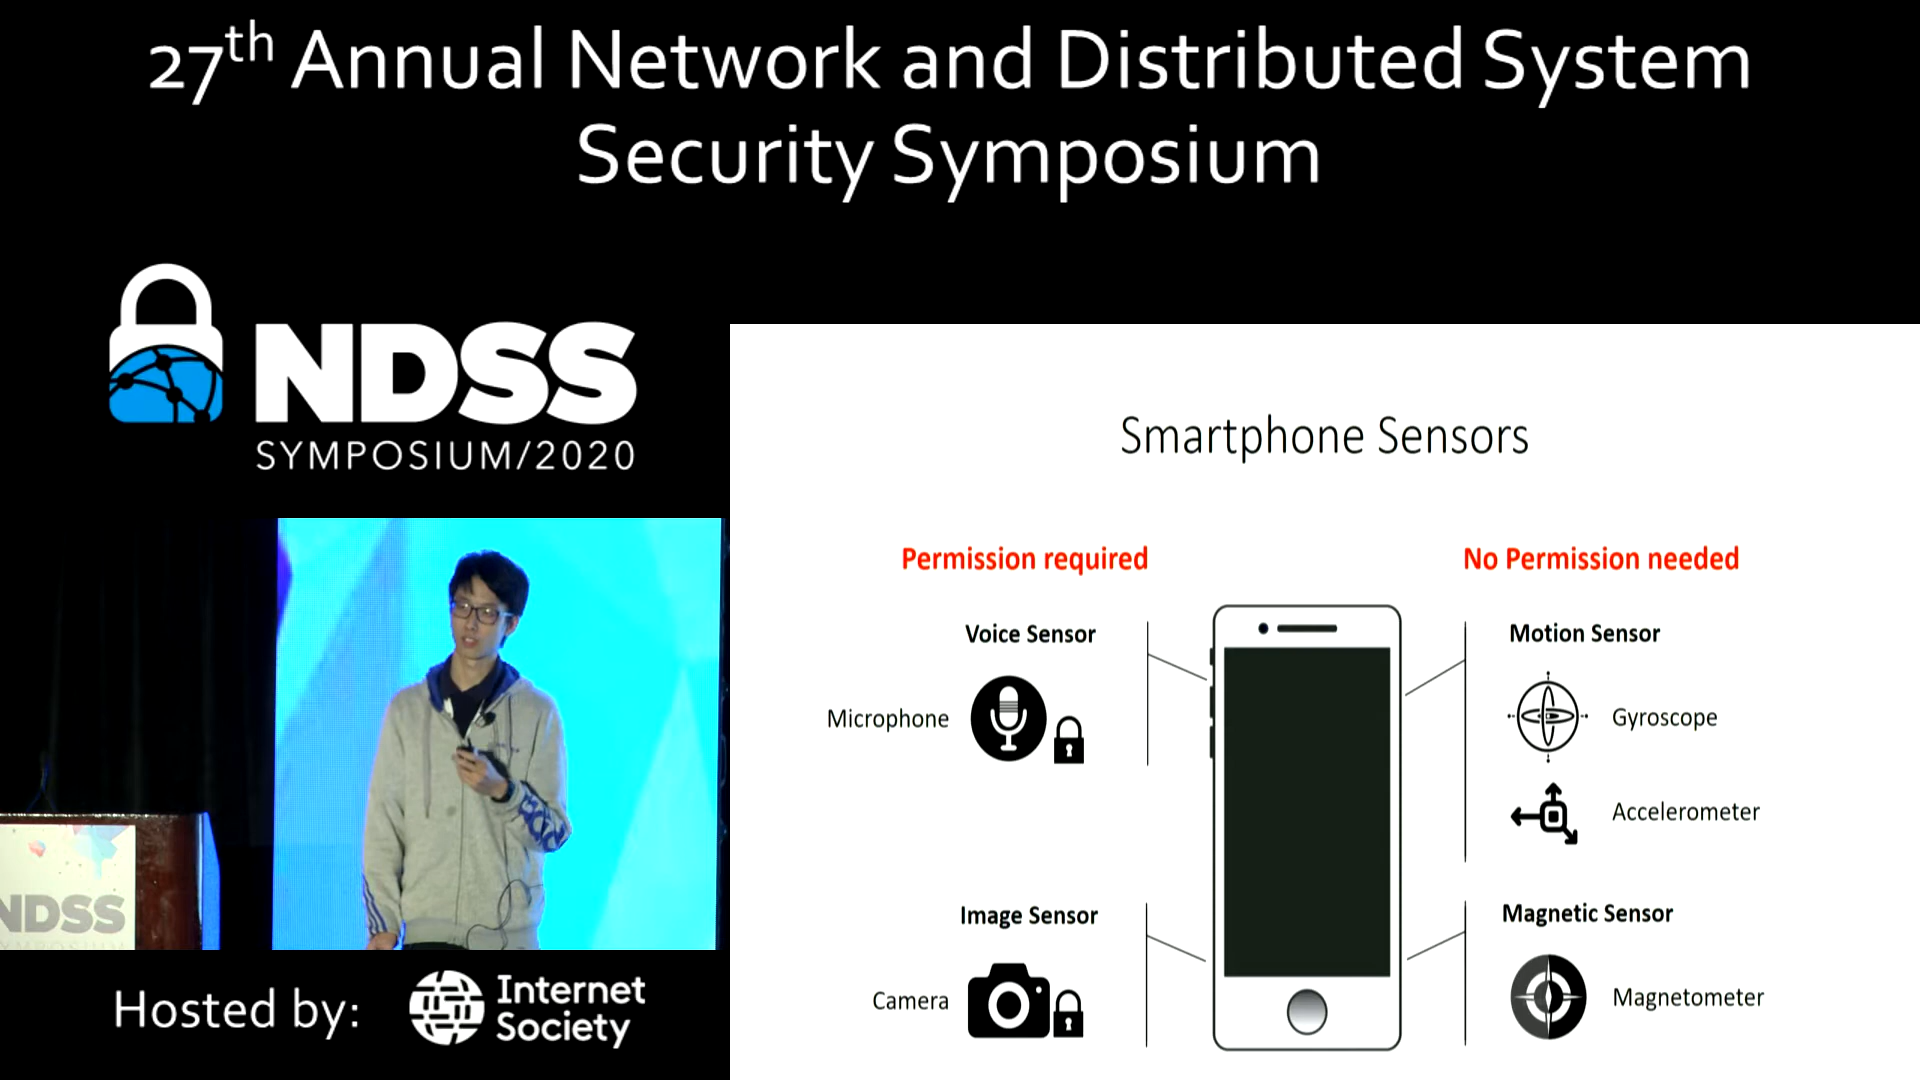 27th Annual Network and Distributed System
Security Symposium
NDSS
SYMPOSIUM/2020
Smartphone Sensors
Permission required
No Permission needed
Voice Sensor
Motion Sensor
Microphone
Gyroscope
Accelerometer
Image Sensor
Magnetic Sensor
Camera
Magnetometer
NDSS
Hosted by:
Internet
Society